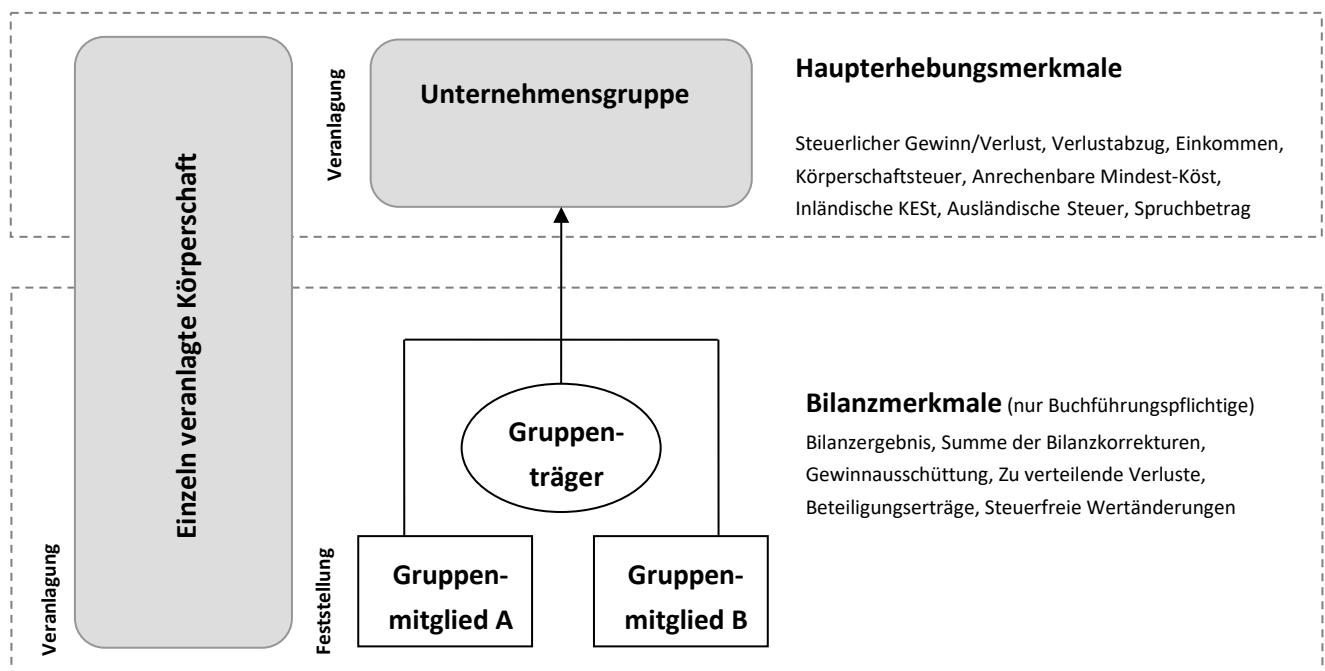 Einzeln veranlagte Körperschaft
Veranlagung
Veranlagung
Unternehmensgruppe
Haupterhebungsmerkmale
Steuerlicher Gewinn/Verlust, Verlustabzug, Einkommen,
Körperschaftsteuer, Anrechenbare Mindest-Köst,
Inländische KESt, Ausländische Steuer, Spruchbetrag
Gruppen-
träger
Feststellung
Gruppen-
mitglied A
Gruppen-
mitglied B
Bilanzmerkmale (nur Buchführungspflichtige)
Bilanzergebnis, Summe der Bilanzkorrekturen,
Gewinnausschüttung, Zu verteilende Verluste,
Beteiligungserträge, Steuerfreie Wertänderungen